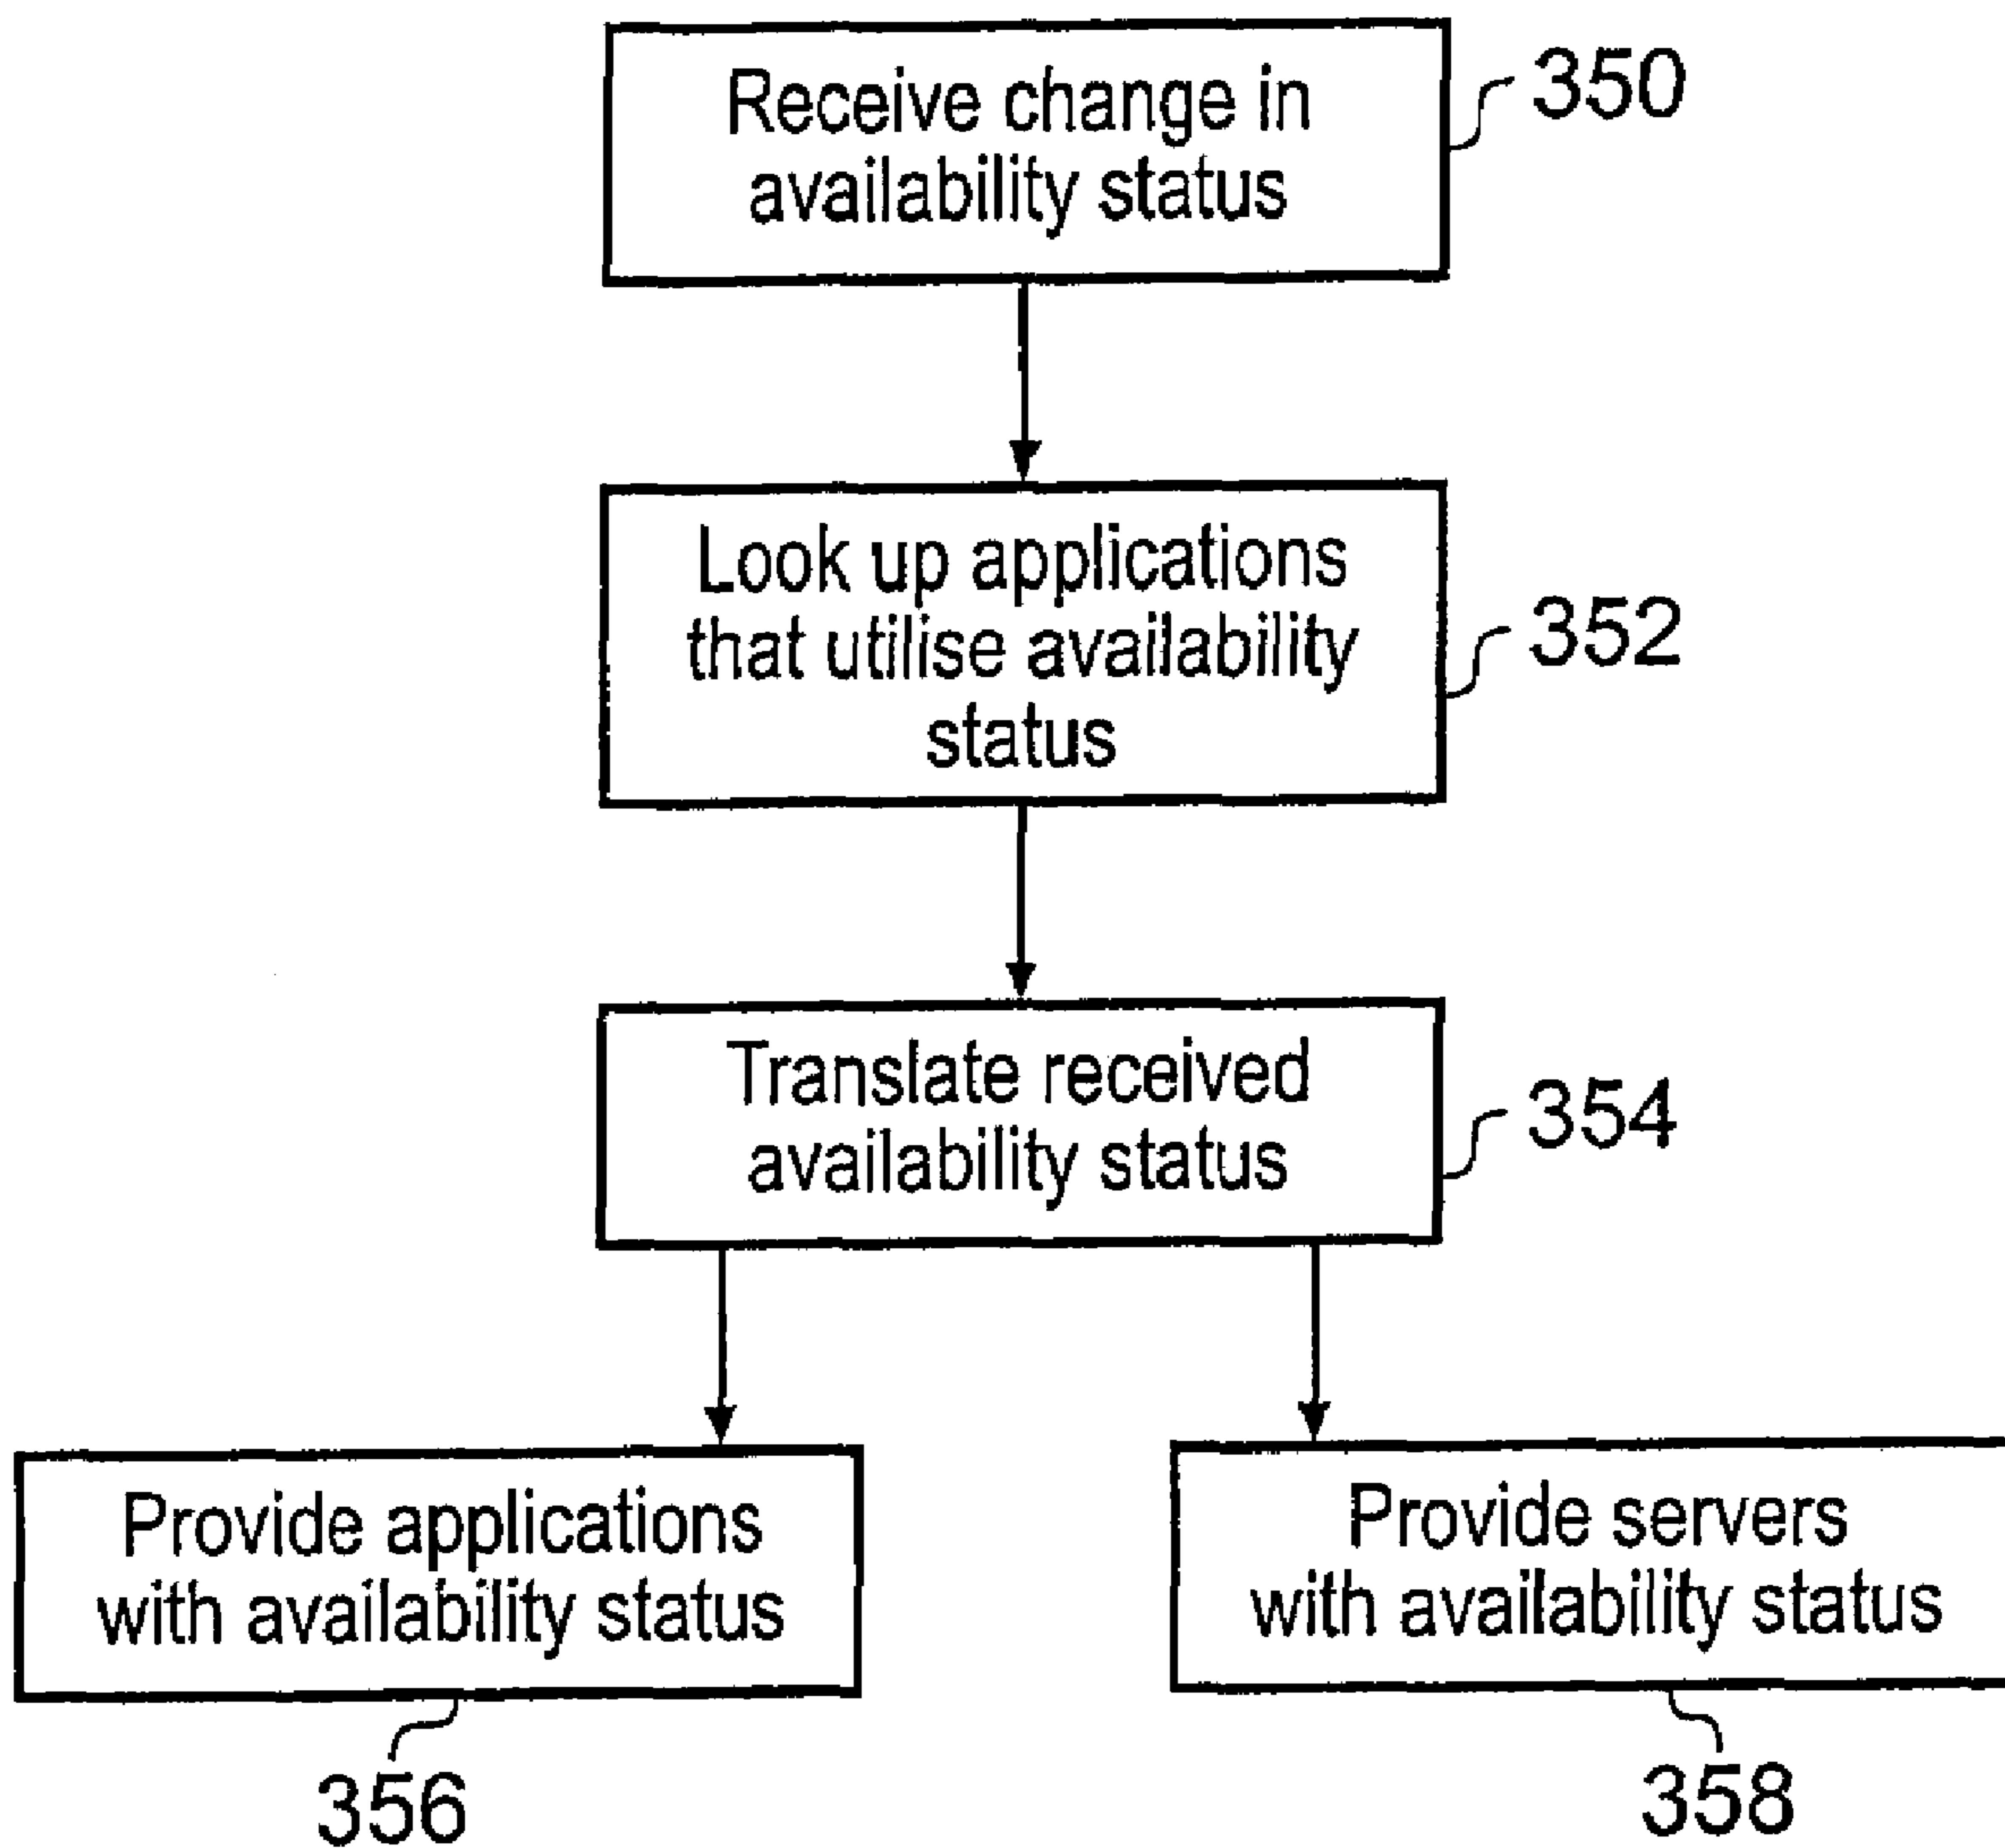 Receive change in
availability status
350
Look up applications
that utilise availability
status
352
Translate received
availability status
354
Provide applications
with availability status
356
Provide servers
with availability status
358